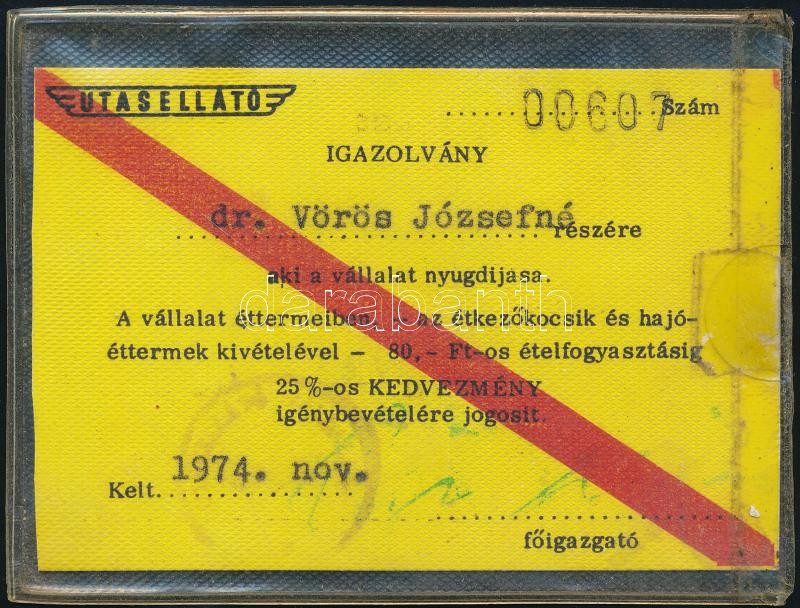 UTASELLÁTÓ
00607 Szám
IGAZOLVÁNY
dr. Vörös Józsefné részére
aki a vállalat nyugdijasa.
A vállalat éttermeiben – az étkezőkocsik és hajó-
éttermek kivételével – 80,- Ft-os ételfogyasztásig
25%-os KEDVEZMÉNY
igénybevételére jogosit.
Kelt. 1974. nov.
főigazgató
darabanth